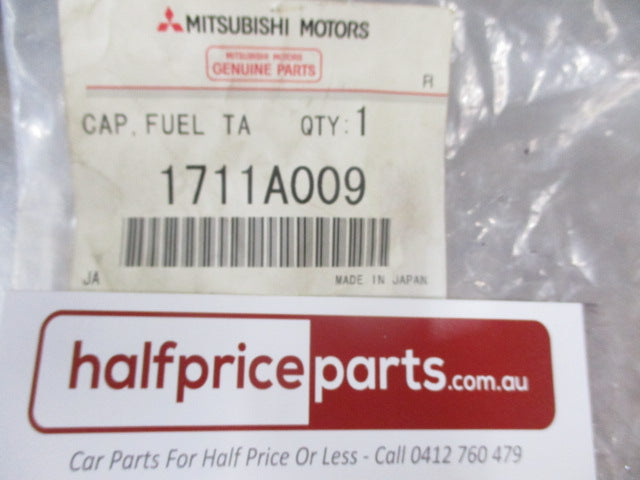 MITSUBISHI MOTORS
MITSUBISHI MOTORS
GENUINE PARTS
R
CAP, FUEL TA QTY: 1
1711A009
JA MADE IN JAPAN
halfpriceparts.com.au
Car Parts For Half Price Or Less - Call 0412 760 479